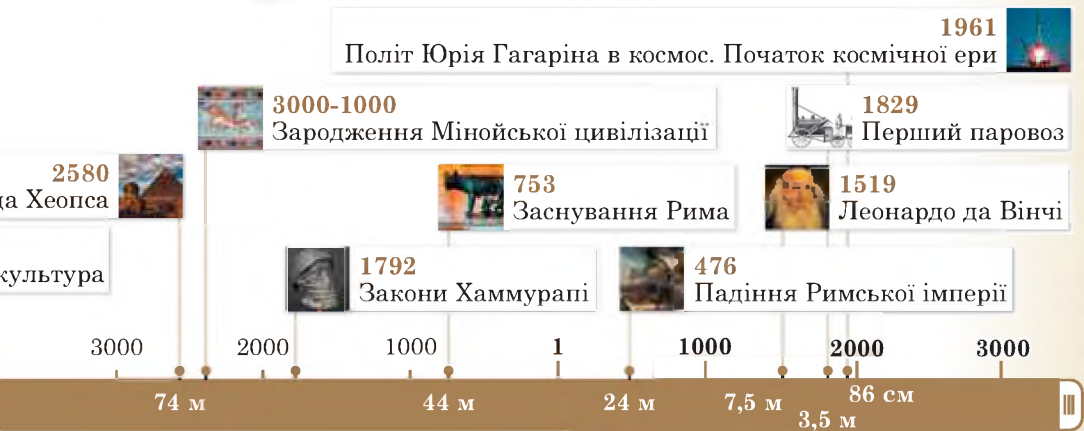 1961
Політ Юрія Гагаріна в космос. Початок космічної ери
3000-1000
Зародження Мінойської цивілізації
1829
Перший паровоз
2580
да Хеопса
753
Заснування Рима
1519
Леонардо да Вінчі
культура
1792
Закони Хаммурапі
476
Падіння Римської імперії
3000 2000 1000 1 1000 2000 3000
74 м 44 м 24 м 7,5 м 3,5 м 86 см
III